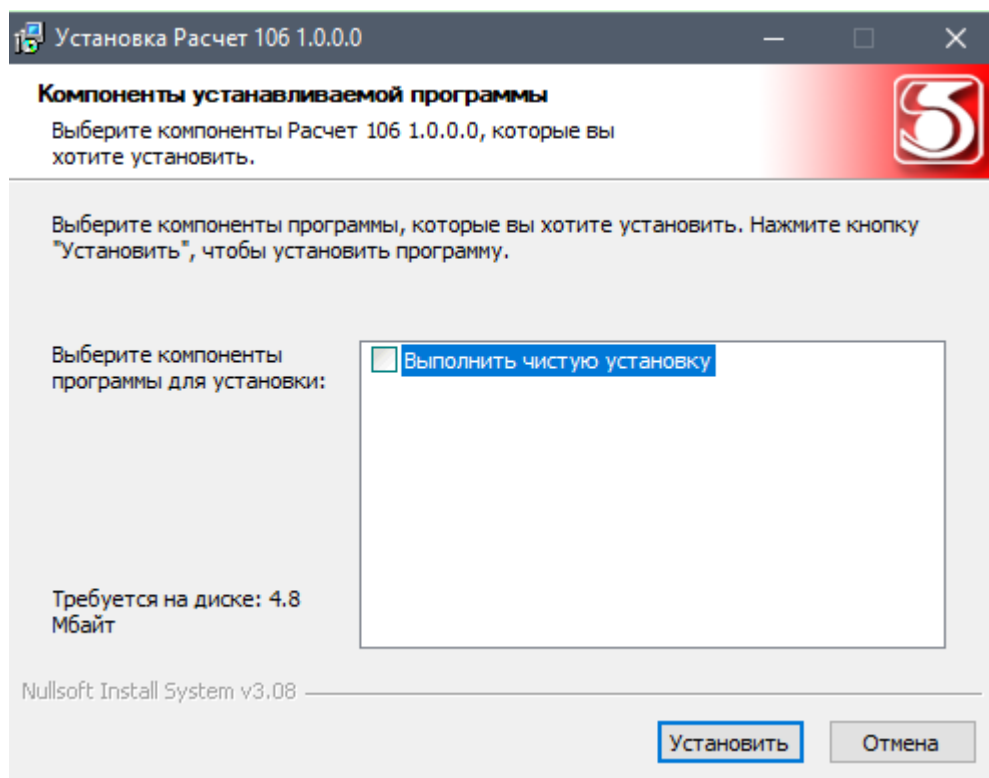 Установка Расчет 106 1.0.0.0
Компоненты устанавливаемой программы
Выберите компоненты Расчет 106 1.0.0.0, которые вы
хотите установить.
Выберите компоненты программы, которые вы хотите установить. Нажмите кнопку
"Установить", чтобы установить программу.
Выберите компоненты
программы для установки:
Выполнить чистую установку
Требуется на диске: 4.8
Мбайт
Nullsoft Install System v3.08
Установить
Отмена